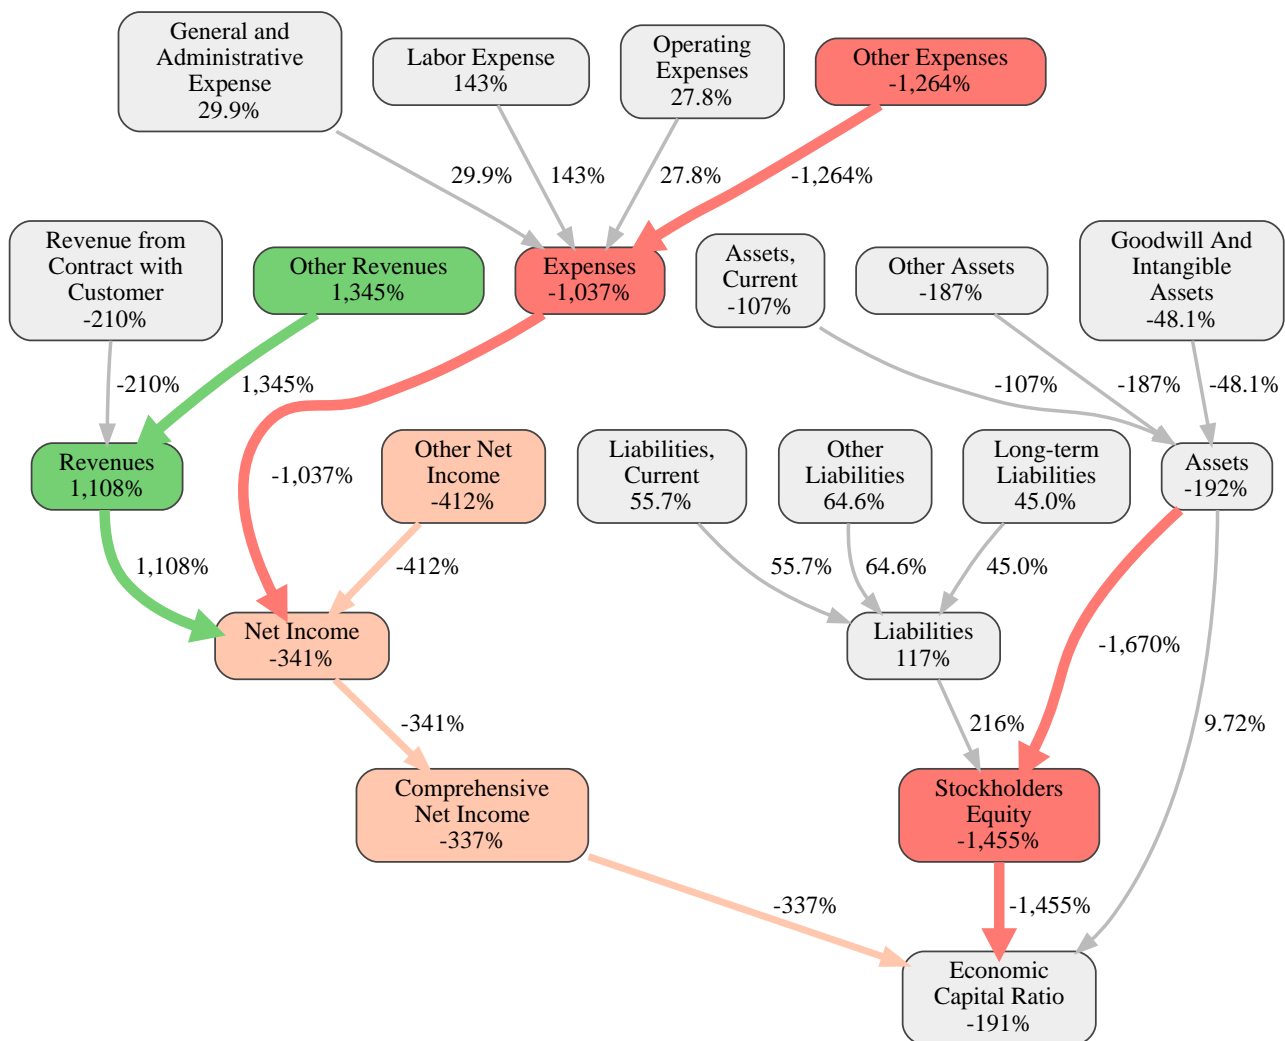 General and
Administrative
Expense
29.9%
Labor Expense
143%
Operating
Expenses
27.8%
Other Expenses
-1,264%
29.9%
143%
27.8%
-1,264%
Revenue from
Contract with
Customer
-210%
Other Revenues
1,345%
Expenses
-1,037%
Assets,
Current
-107%
Other Assets
-187%
Goodwill And
Intangible
Assets
-48.1%
-210%
1,345%
-107%
-187%
-48.1%
Revenues
1,108%
-1,037%
Other Net
Income
-412%
Liabilities,
Current
55.7%
Other
Liabilities
64.6%
Long-term
Liabilities
45.0%
Assets
-192%
1,108%
-412%
55.7%
64.6%
45.0%
Net Income
-341%
Liabilities
117%
-1,670%
-341%
216%
9.72%
Comprehensive
Net Income
-337%
Stockholders
Equity
-1,455%
-337%
-1,455%
Economic
Capital Ratio
-191%